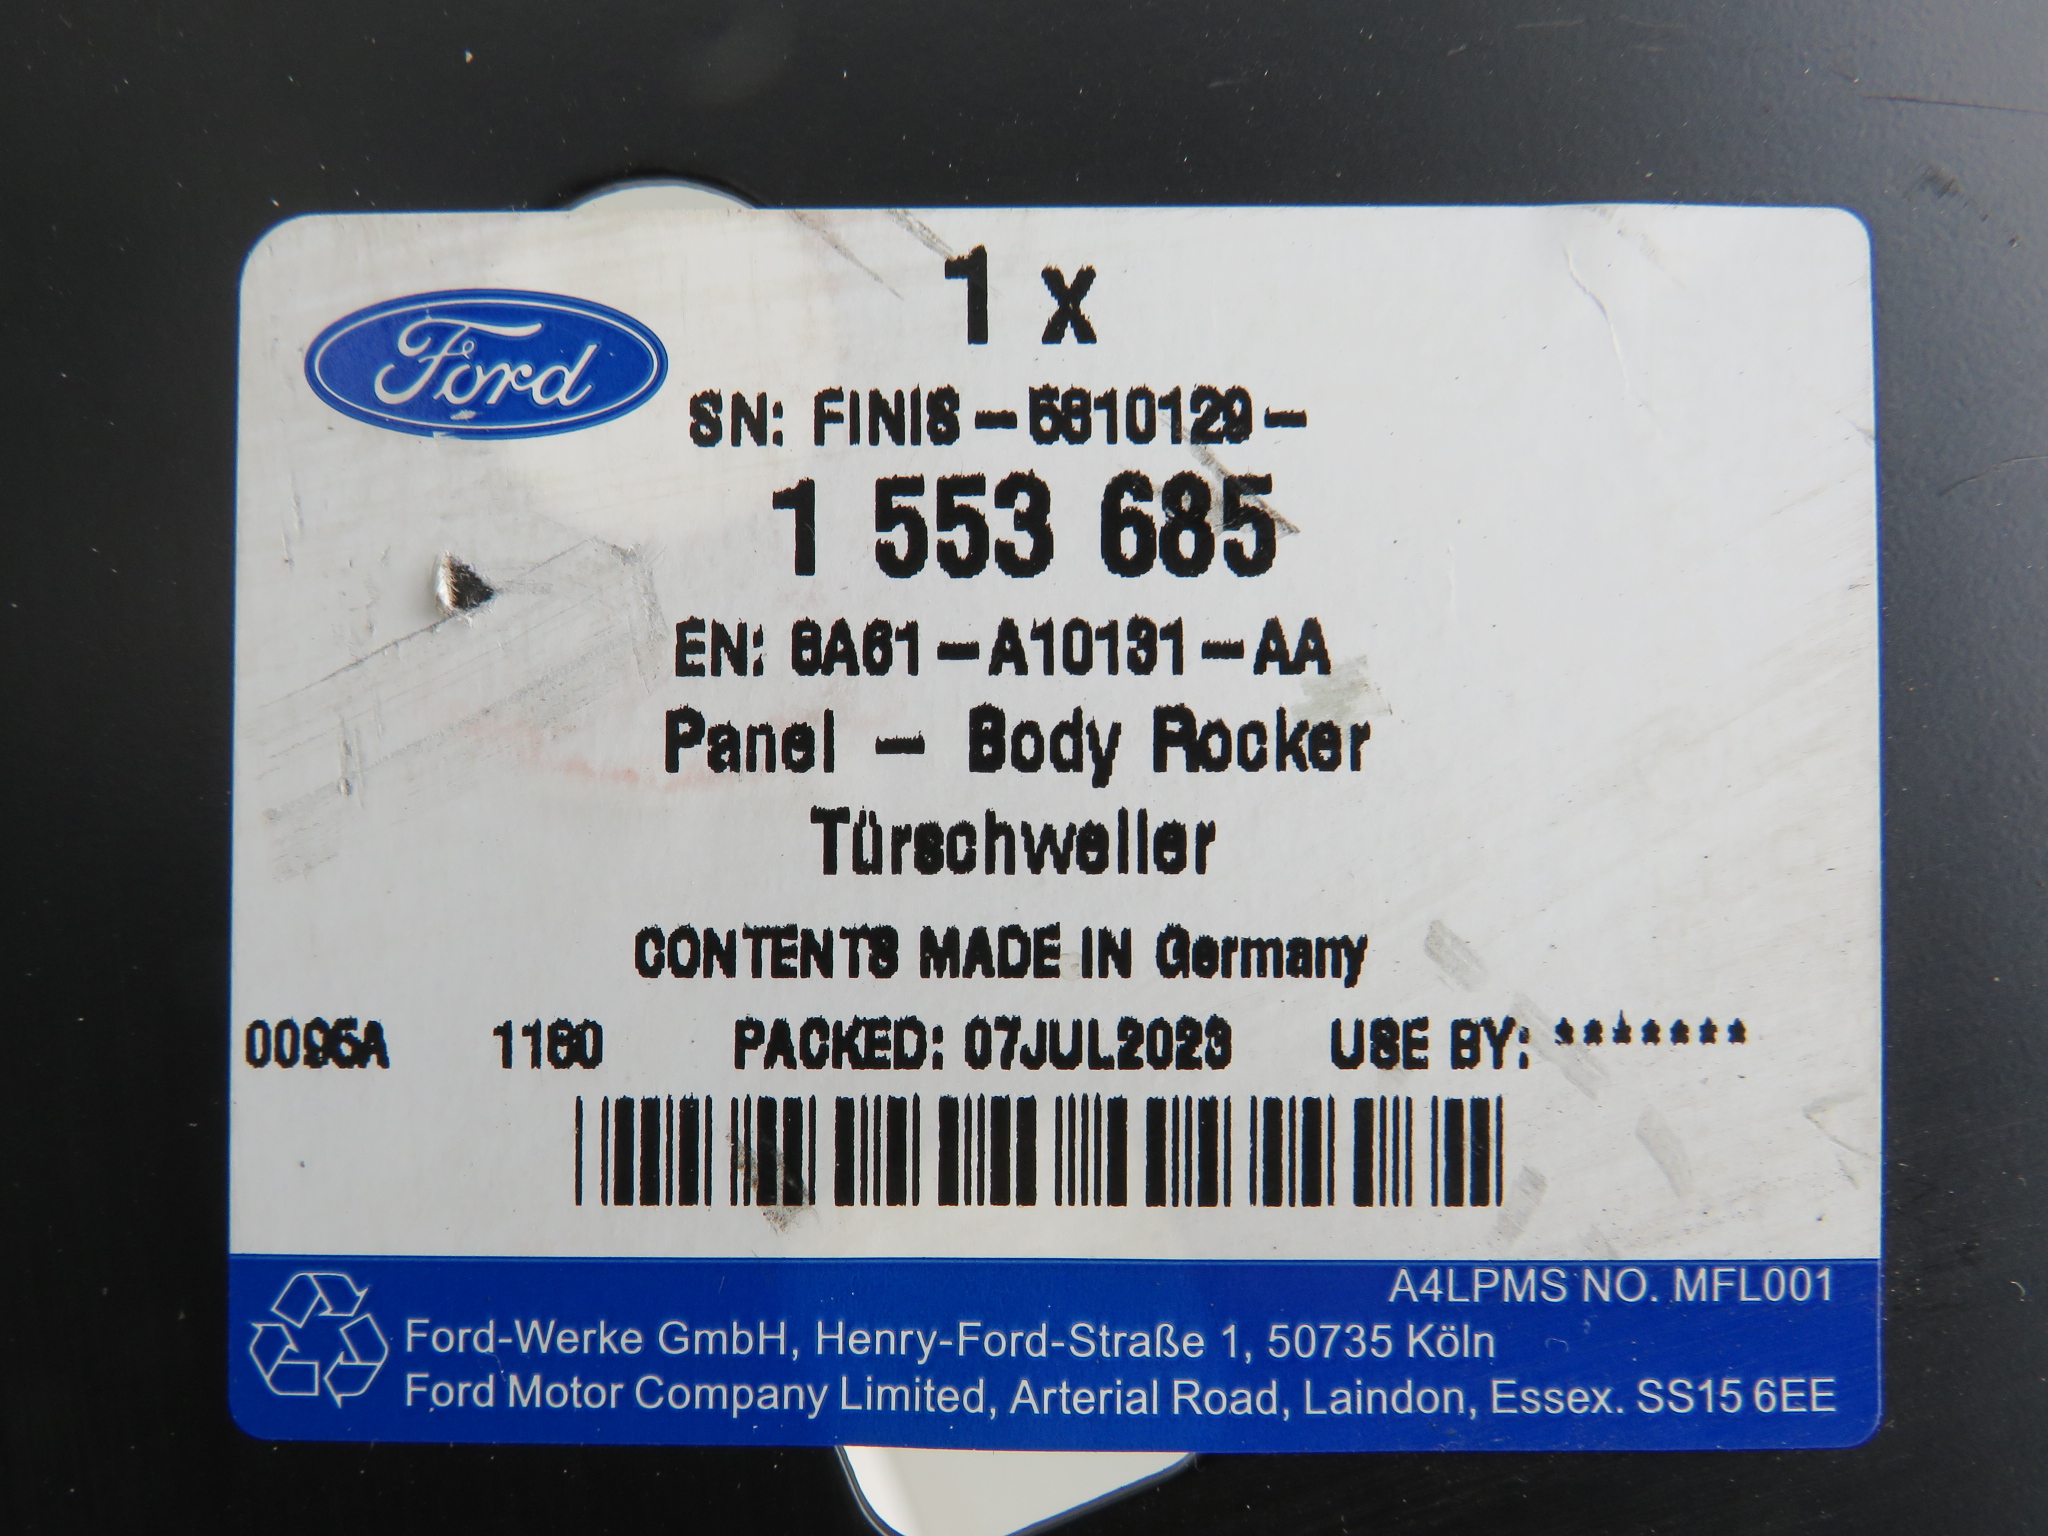 Ford
1 x
SN: FINIS - 5610129 -
1 553 685
EN: 8A61 - A10131 - AA
Panel - Body Rocker
Türschweller
CONTENTS MADE IN Germany
0095A 1160 PACKED: 07JUL2023 USE BY: *******
A4LPMS NO. MFL001
Ford-Werke GmbH, Henry-Ford-Straße 1, 50735 Köln
Ford Motor Company Limited, Arterial Road, Laindon, Essex. SS15 6EE